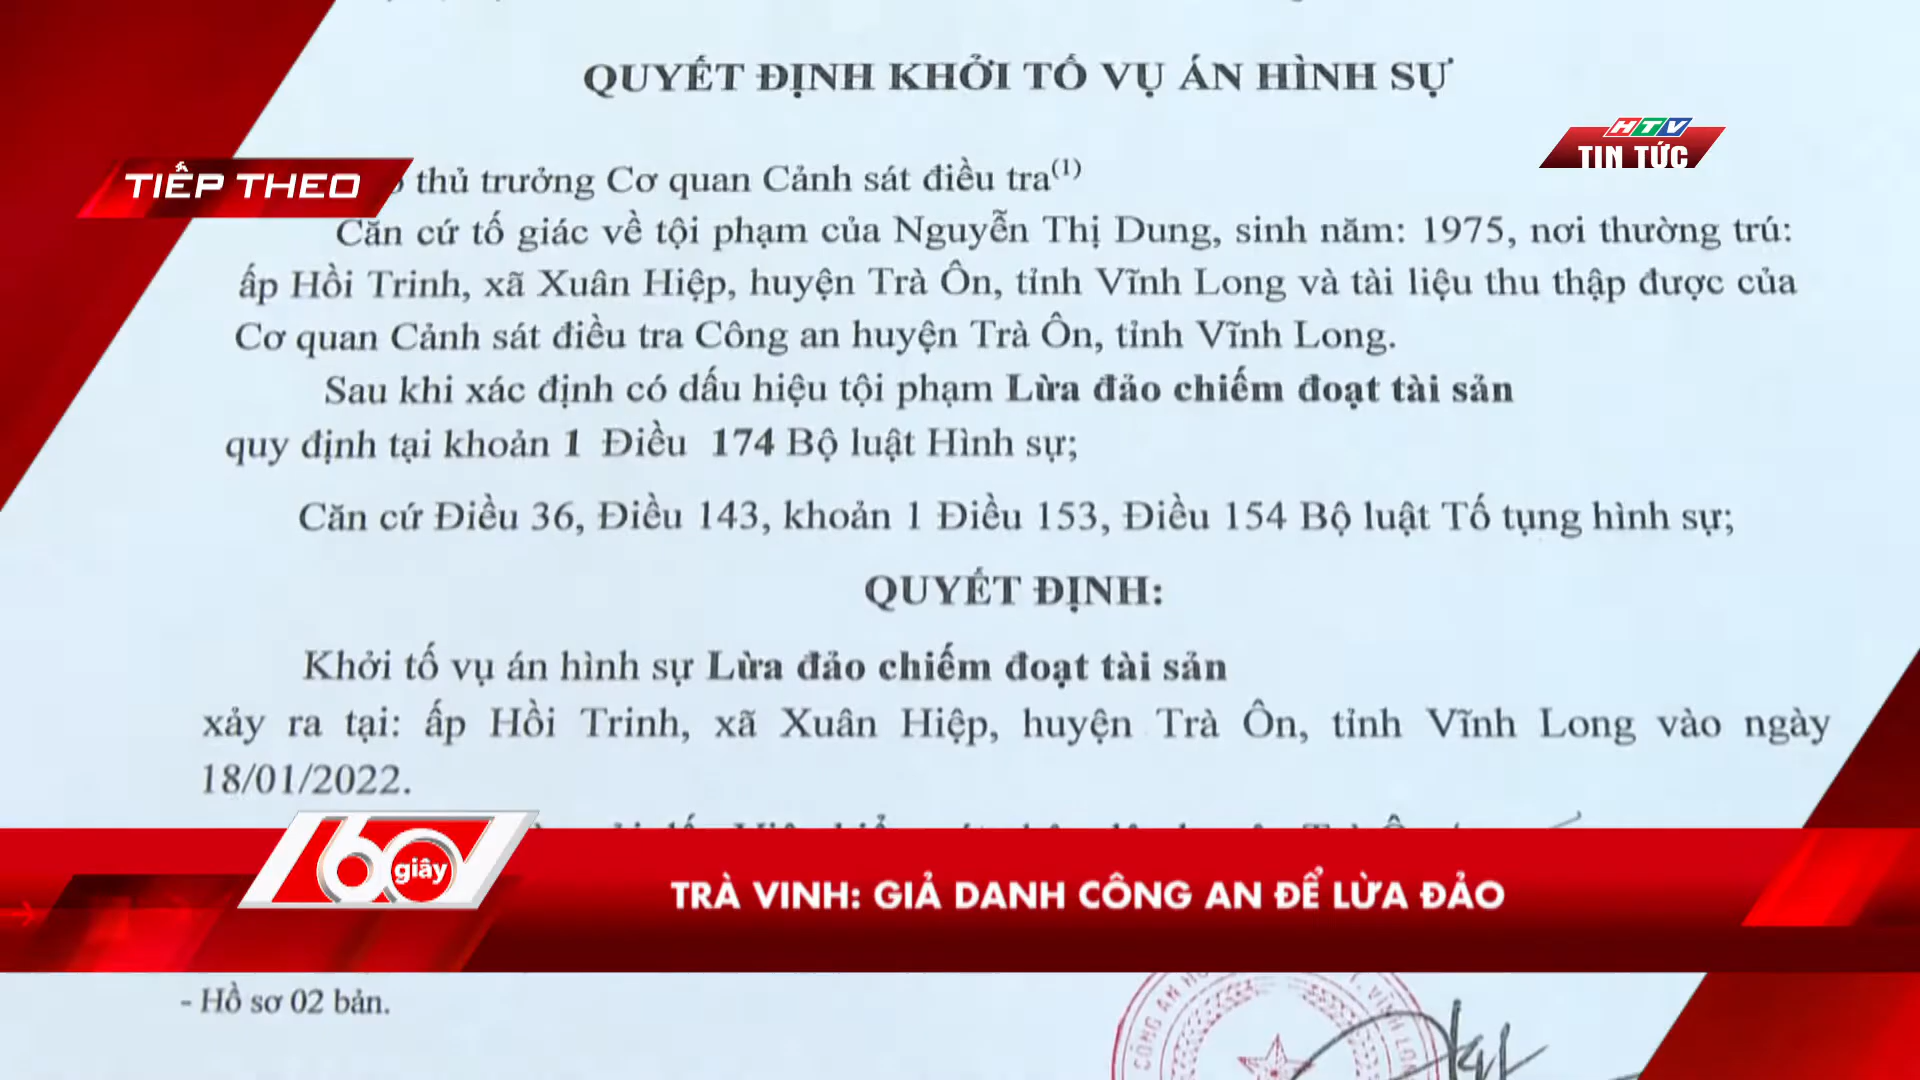 QUYẾT ĐỊNH KHỞI TỐ VỤ ÁN HÌNH SỰ
HTV
TIN TỨC
TIẾP THEO
thủ trưởng Cơ quan Cảnh sát điều tra(1)
Căn cứ tố giác về tội phạm của Nguyễn Thị Dung, sinh năm: 1975, nơi thường trú:
ấp Hồi Trinh, xã Xuân Hiệp, huyện Trà Ôn, tỉnh Vĩnh Long và tài liệu thu thập được của
Cơ quan Cảnh sát điều tra Công an huyện Trà Ôn, tỉnh Vĩnh Long.
Sau khi xác định có dấu hiệu tội phạm Lừa đảo chiếm đoạt tài sản
quy định tại khoản 1 Điều 174 Bộ luật Hình sự;
Căn cứ Điều 36, Điều 143, khoản 1 Điều 153, Điều 154 Bộ luật Tố tụng hình sự;
QUYẾT ĐỊNH:
Khởi tố vụ án hình sự Lừa đảo chiếm đoạt tài sản
xảy ra tại: ấp Hồi Trinh, xã Xuân Hiệp, huyện Trà Ôn, tỉnh Vĩnh Long vào ngày
18/01/2022.
60 giây
TRÀ VINH: GIẢ DANH CÔNG AN ĐỂ LỪA ĐẢO
- Hồ sơ 02 bản.
CÔNG AN
VĨNH LONG